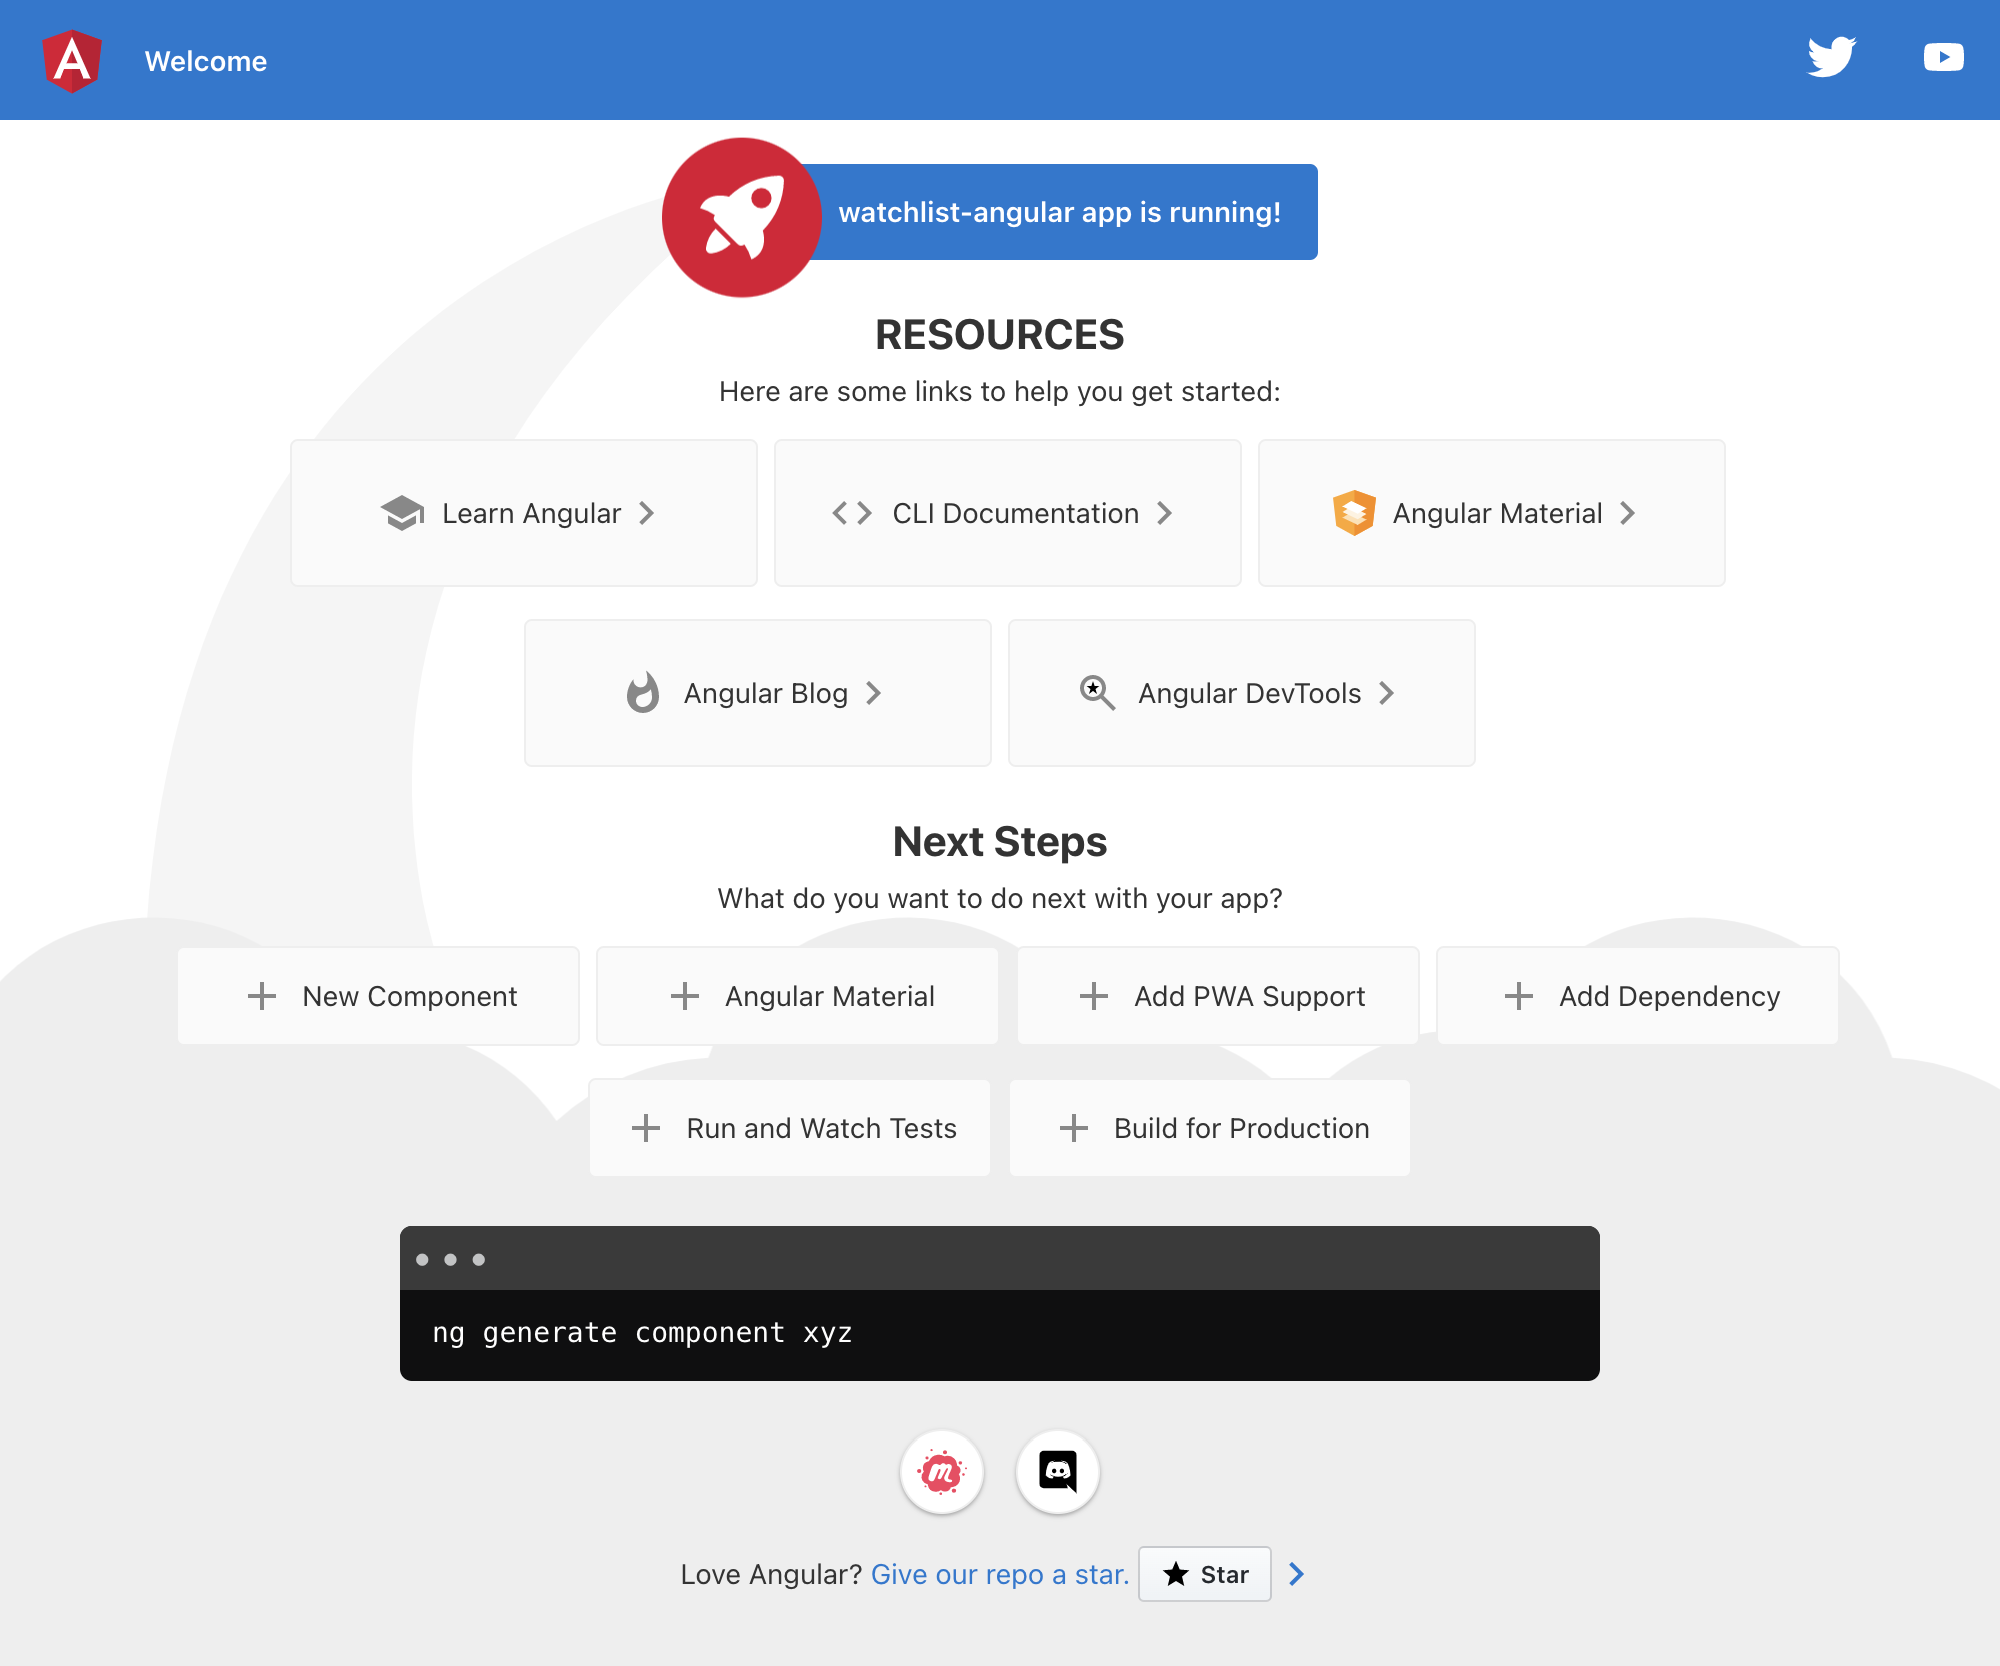 Welcome
watchlist-angular app is running!
RESOURCES
Here are some links to help you get started:
Learn Angular
CLI Documentation
Angular Material
Angular Blog
Angular DevTools
Next Steps
What do you want to do next with your app?
New Component
Angular Material
Add PWA Support
Add Dependency
Run and Watch Tests
Build for Production
ng generate component xyz
Love Angular? Give our repo a star. Star